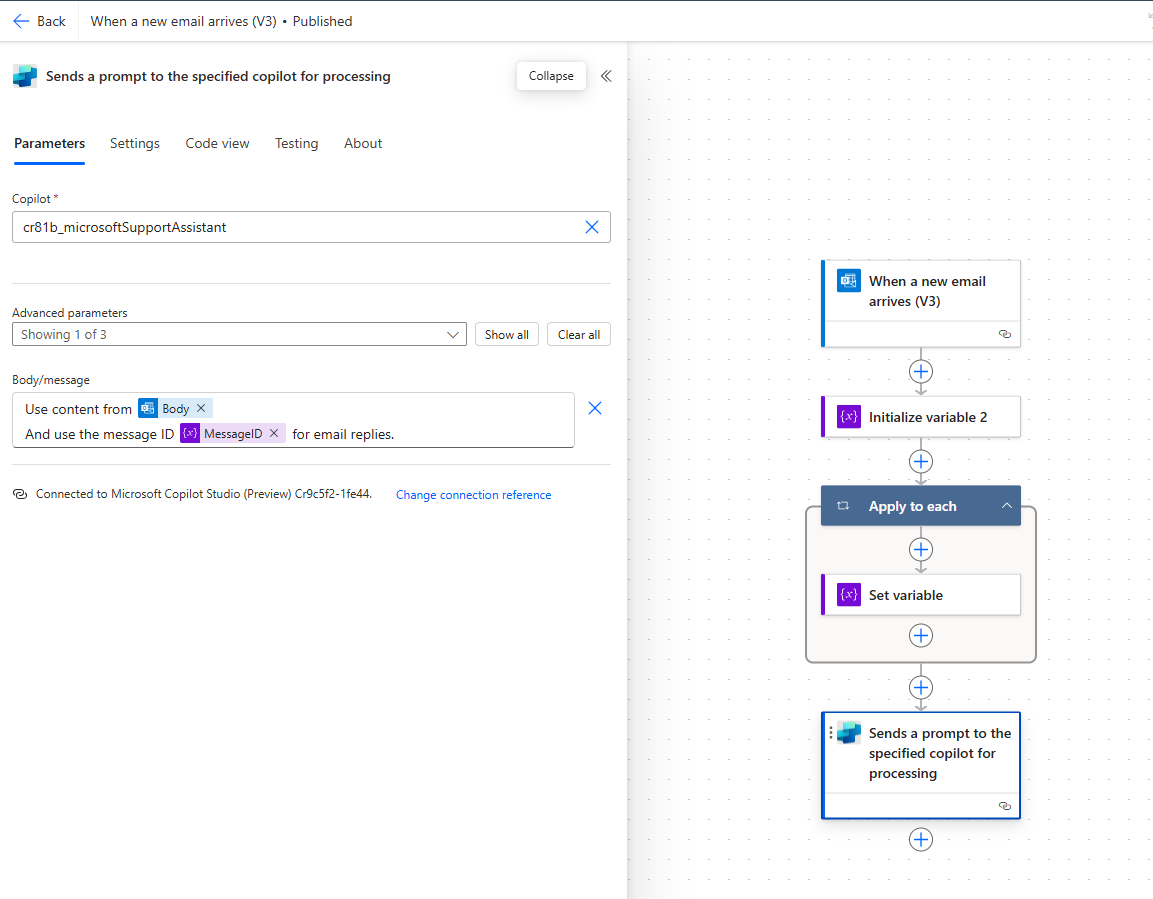 Back
When a new email arrives (V3) • Published
Sends a prompt to the specified copilot for processing
Collapse
Parameters
Settings
Code view
Testing
About
Copilot *
cr81b_microsoftSupportAssistant
Advanced parameters
Showing 1 of 3
Show all
Clear all
Body/message
Use content from Body
And use the message ID {x} MessageID for email replies.
Connected to Microsoft Copilot Studio (Preview) Cr9c5f2-1fe44.
Change connection reference
When a new email
arrives (V3)
{x} Initialize variable 2
Apply to each
{x} Set variable
Sends a prompt to the
specified copilot for
processing